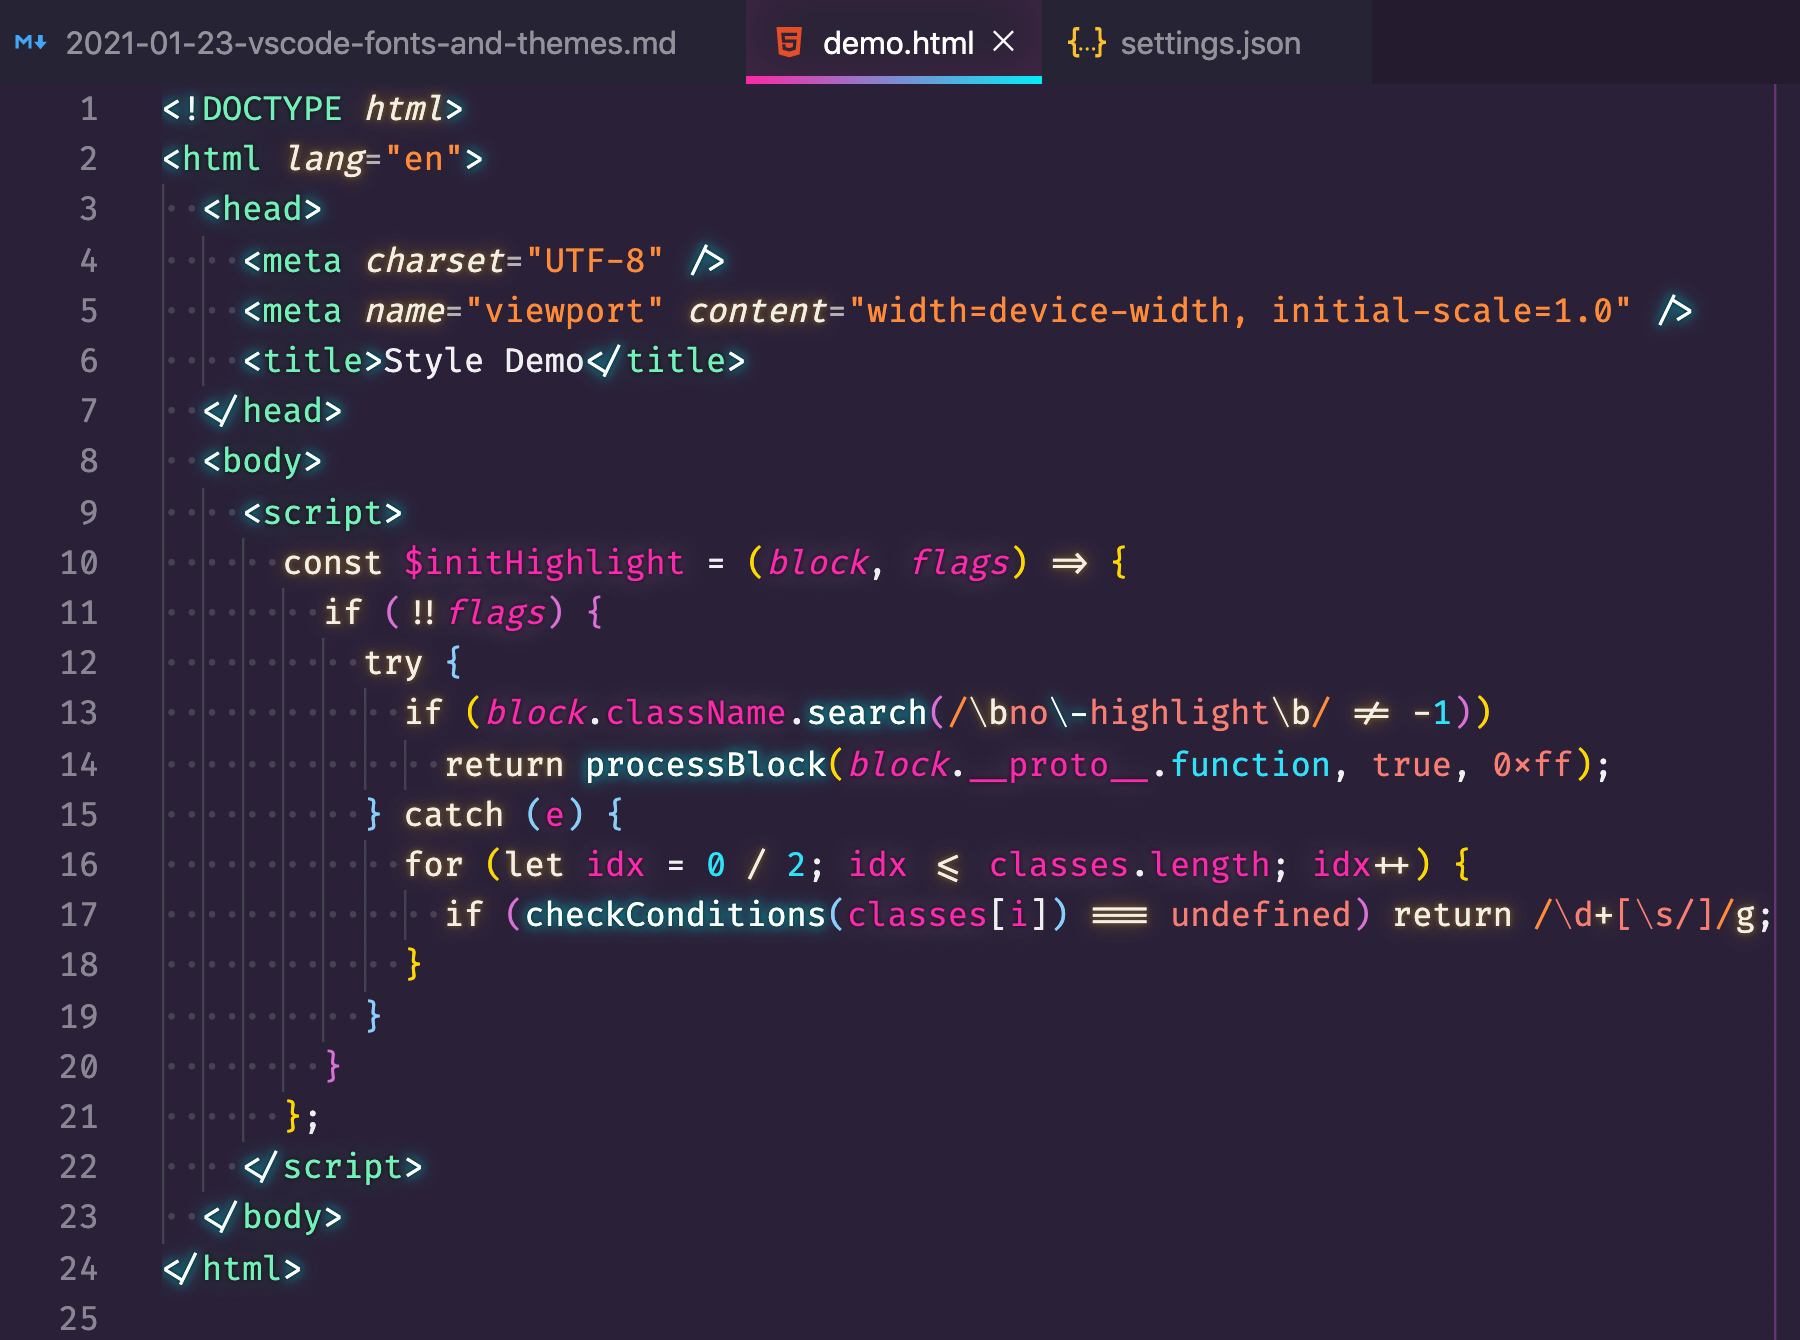 2021-01-23-vscode-fonts-and-themes.md demo.html settings.json
1 <!DOCTYPE html>
2 <html lang="en">
3   <head>
4     <meta charset="UTF-8" />
5     <meta name="viewport" content="width=device-width, initial-scale=1.0" />
6     <title>Style Demo</title>
7   </head>
8   <body>
9     <script>
10       const $initHighlight = (block, flags) => {
11         if (!!flags) {
12           try {
13             if (block.className.search(/\bno\-highlight\b/ != -1))
14               return processBlock(block.__proto__.function, true, 0xff);
15           } catch (e) {
16             for (let idx = 0 / 2; idx <= classes.length; idx++) {
17               if (checkConditions(classes[i]) === undefined) return /\d+[\s/]/g;
18             }
19           }
20         }
21       };
22     </script>
23   </body>
24 </html>
25